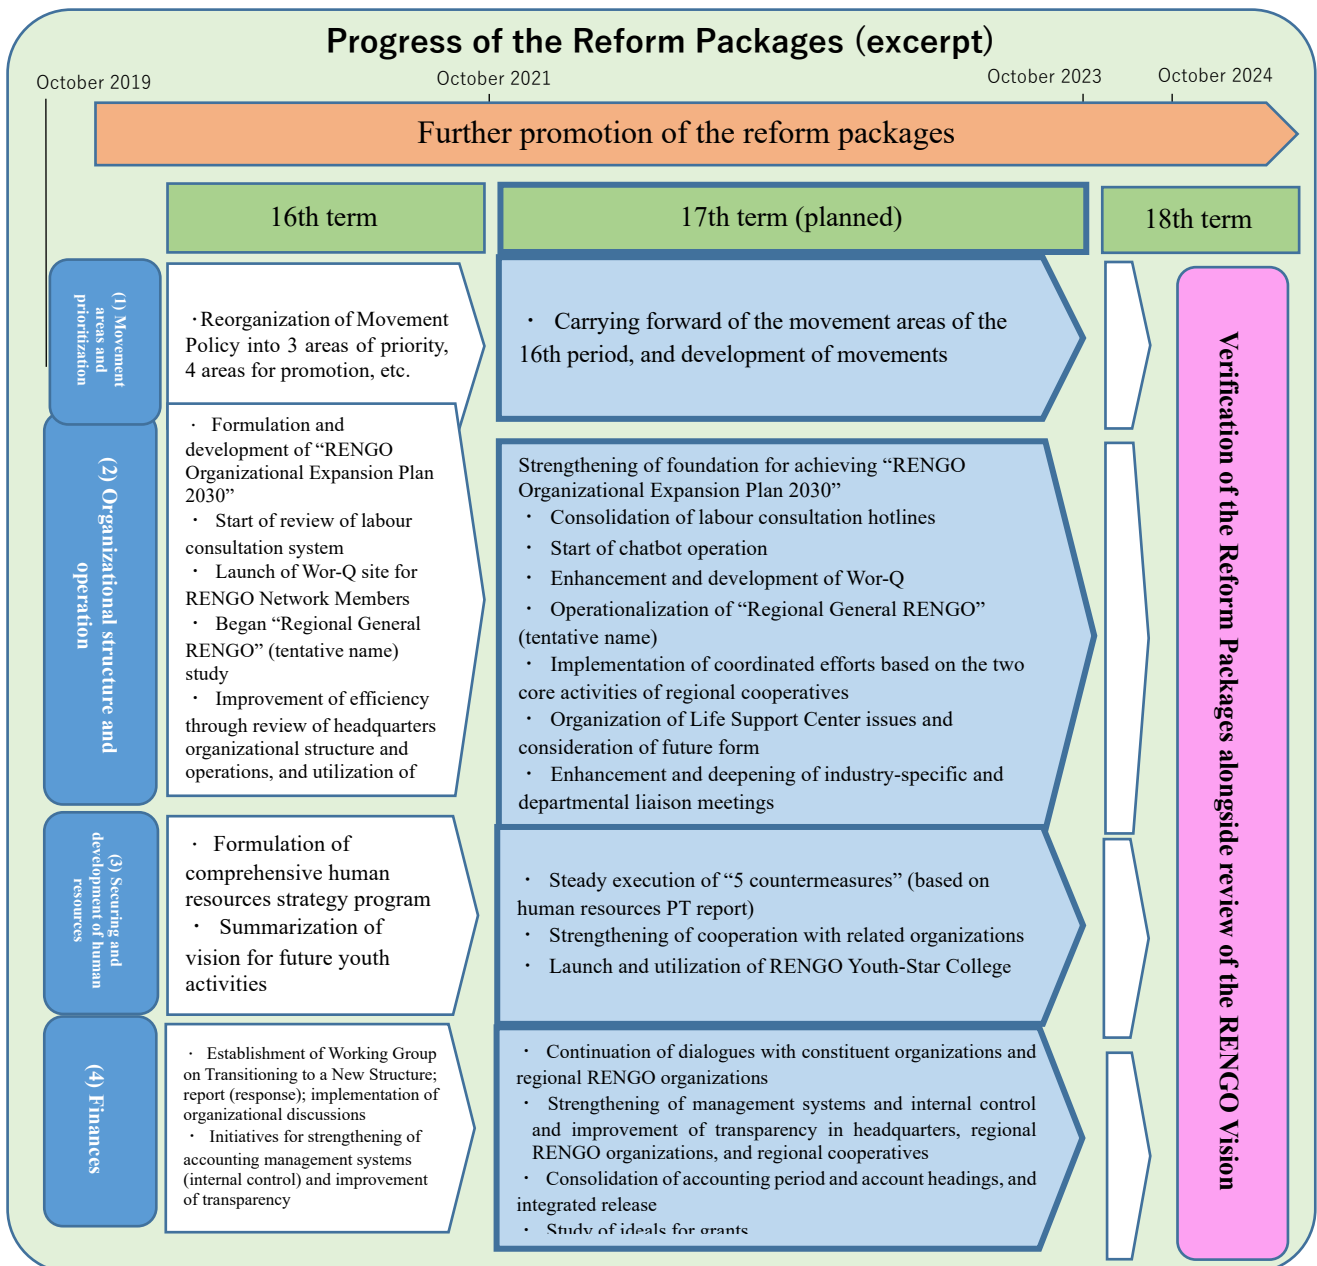 Progress of the Reform Packages (excerpt)
October 2019
October 2021
October 2023
October 2024
Further promotion of the reform packages
16th term
17th term (planned)
18th term
(1) Movement
areas and
prioritization
・Reorganization of Movement
Policy into 3 areas of priority,
4 areas for promotion, etc.
・ Carrying forward of the movement areas of the
16th period, and development of movements
(2) Organizational structure and
operation
・ Formulation and
development of “RENGO
Organizational Expansion Plan
2030”
・ Start of review of labour
consultation system
・ Launch of Wor-Q site for
RENGO Network Members
・ Began “Regional General
RENGO” (tentative name)
study
・ Improvement of efficiency
through review of headquarters
organizational structure and
operations, and utilization of
Strengthening of foundation for achieving “RENGO
Organizational Expansion Plan 2030”
・ Consolidation of labour consultation hotlines
・ Start of chatbot operation
・ Enhancement and development of Wor-Q
・ Operationalization of “Regional General RENGO”
(tentative name)
・ Implementation of coordinated efforts based on the two
core activities of regional cooperatives
・ Organization of Life Support Center issues and
consideration of future form
・ Enhancement and deepening of industry-specific and
departmental liaison meetings
(3) Securing and
development of human
resources
・ Formulation of
comprehensive human
resources strategy program
・ Summarization of
vision for future youth
activities
・ Steady execution of “5 countermeasures” (based on
human resources PT report)
・ Strengthening of cooperation with related organizations
・ Launch and utilization of RENGO Youth-Star College
(4) Finances
・ Establishment of Working Group
on Transitioning to a New Structure;
report (response); implementation of
organizational discussions
・ Initiatives for strengthening of
accounting management systems
(internal control) and improvement
of transparency
・ Continuation of dialogues with constituent organizations and
regional RENGO organizations
・ Strengthening of management systems and internal control
and improvement of transparency in headquarters, regional
RENGO organizations, and regional cooperatives
・ Consolidation of accounting period and account headings, and
integrated release
・ Study of ideals for grants
Verification of the Reform Packages alongside review of the RENGO Vision